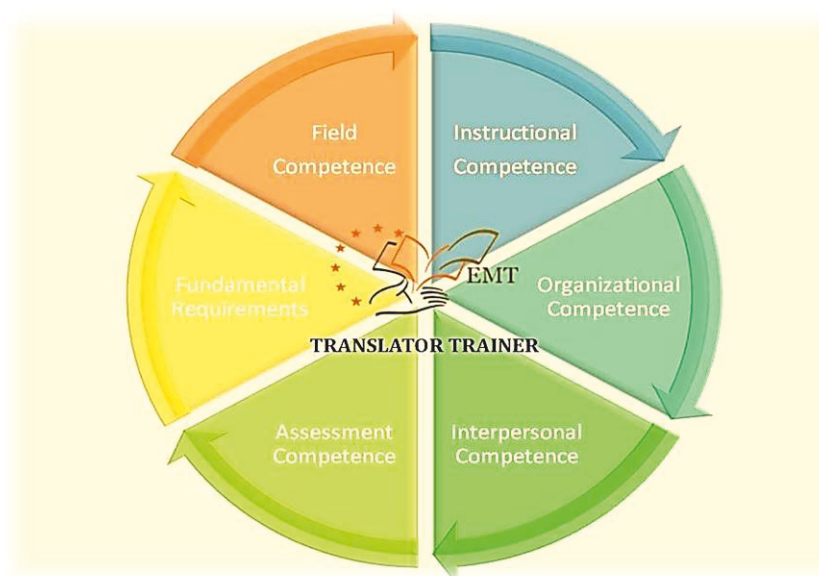 Field
Competence
Instructional
Competence
Fundamental
Requirements
EMT
Organizational
Competence
TRANSLATOR TRAINER
Assessment
Competence
Interpersonal
Competence